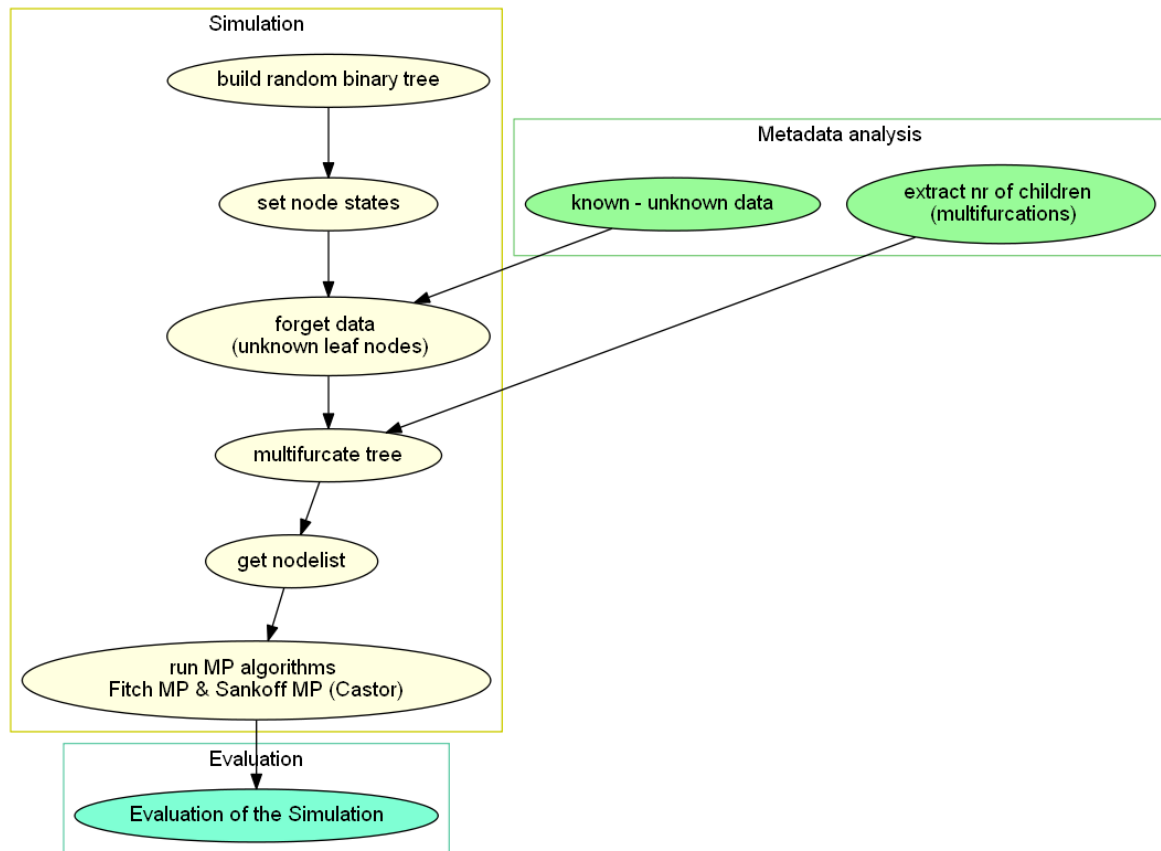 Simulation
build random binary tree
Metadata analysis
set node states
known - unknown data
extract nr of children
(multifurcations)
forget data
(unknown leaf nodes)
multifurcate tree
get nodelist
run MP algorithms
Fitch MP & Sankoff MP (Castor)
Evaluation
Evaluation of the Simulation